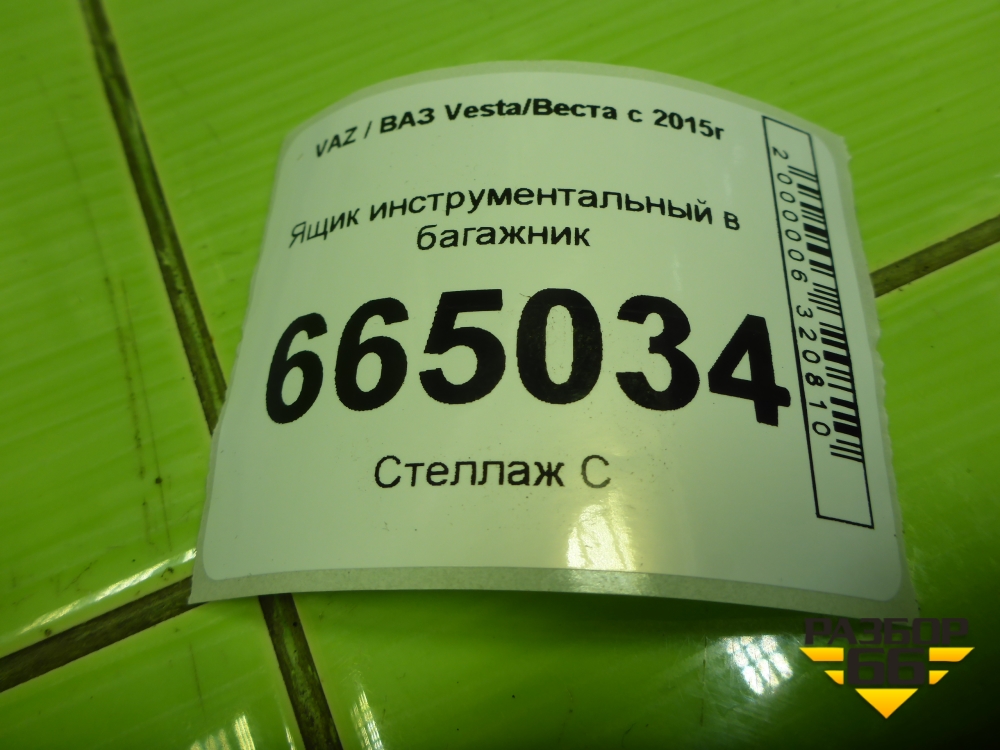 VAZ / ВАЗ Vesta/Веста с 2015г
Ящик инструментальный в
багажник
665034
Стеллаж С
2000006320810
РАЗБОР
66